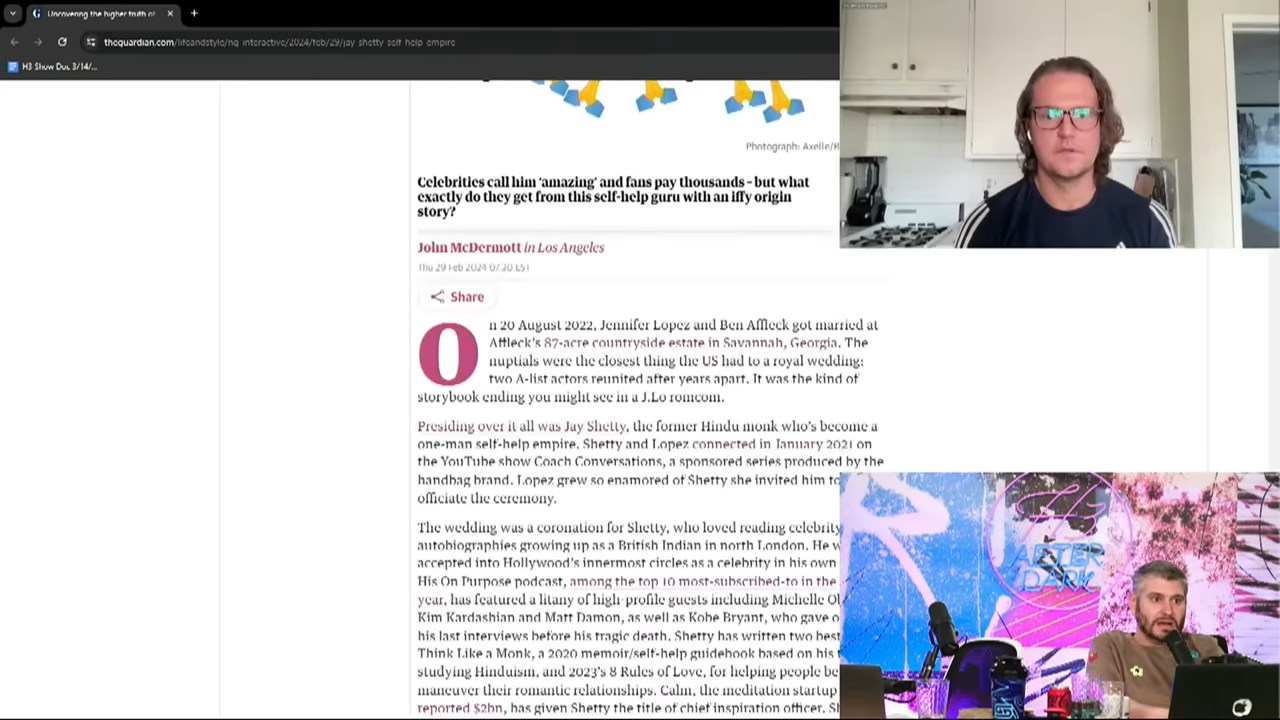 Uncovering the higher truth of
theguardian.com/lifeandstyle/ng-interactive/2024/feb/29/jay-shetty-self-help-empire
H3 Show Doc 3/14/...
Photograph: Axelle/B
Celebrities call him 'amazing' and fans pay thousands – but what
exactly do they get from this self-help guru with an iffy origin
story?
John McDermott in Los Angeles
Thu 29 Feb 2024 07.30 EST
Share
On 20 August 2022, Jennifer Lopez and Ben Affleck got married at
Affleck's 87-acre countryside estate in Savannah, Georgia. The
nuptials were the closest thing the US had to a royal wedding:
two A-list actors reunited after years apart. It was the kind of
storybook ending you might see in a J.Lo romcom.
Presiding over it all was Jay Shetty, the former Hindu monk who's become a
one-man self-help empire. Shetty and Lopez connected in January 2021 on
the YouTube show Coach Conversations, a sponsored series produced by the
handbag brand. Lopez grew so enamored of Shetty she invited him to
officiate the ceremony.
The wedding was a coronation for Shetty, who loved reading celebrity
autobiographies growing up as a British Indian in north London. He w
accepted into Hollywood's innermost circles as a celebrity in his own
His On Purpose podcast, among the top 10 most-subscribed-to in the
year, has featured a litany of high-profile guests including Michelle O
Kim Kardashian and Matt Damon, as well as Kobe Bryant, who gave o
his last interviews before his tragic death. Shetty has written two best
Think Like a Monk, a 2020 memoir/self-help guidebook based on his
studying Hinduism, and 2023's 8 Rules of Love, for helping people be
maneuver their romantic relationships. Calm, the meditation startup
reported $2bn, has given Shetty the title of chief inspiration officer. Sh
H3
AFTER
DARK